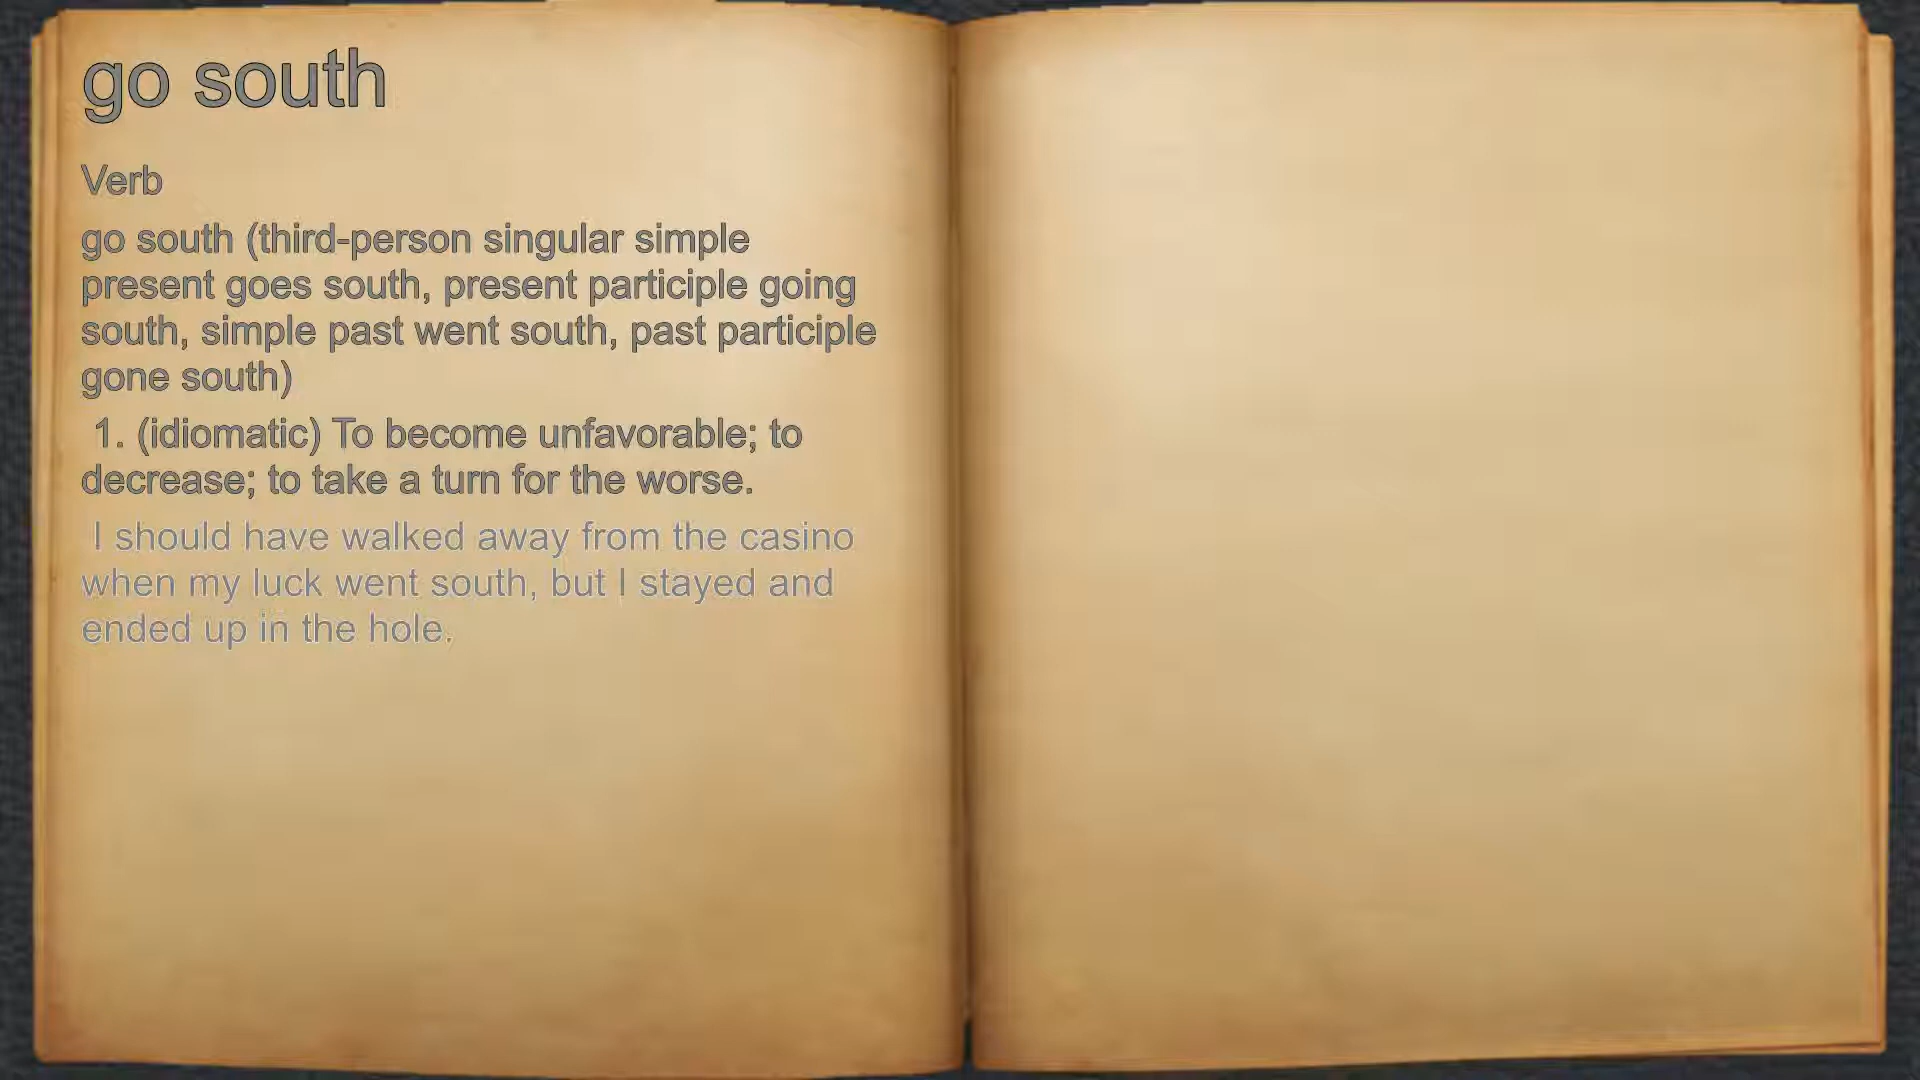 go south
Verb
go south (third-person singular simple
present goes south, present participle going
south, simple past went south, past participle
gone south)
1. (idiomatic) To become unfavorable; to
decrease; to take a turn for the worse.
I should have walked away from the casino
when my luck went south, but I stayed and
ended up in the hole.